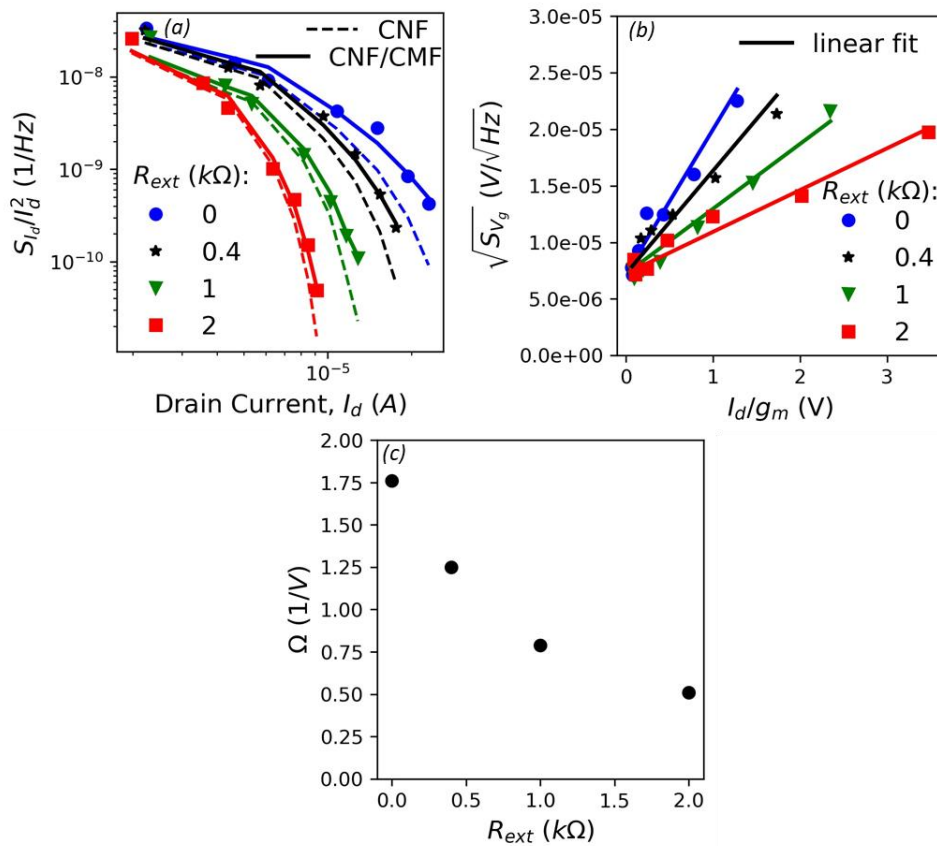 (a)
CNF
CNF/CMF
10⁻⁸
10⁻⁹
10⁻¹⁰
S_{I_d}/I_d² (1/Hz)
R_ext (kΩ):
0
0.4
1
2
10⁻⁵
Drain Current, I_d (A)
(b)
linear fit
3.0e-05
2.5e-05
2.0e-05
1.5e-05
1.0e-05
5.0e-06
0.0e+00
√S_{V_g} (V/√Hz)
R_ext (kΩ):
0
0.4
1
2
0 1 2 3
I_d/g_m (V)
(c)
2.00
1.75
1.50
1.25
1.00
0.75
0.50
0.25
0.00
Ω (1/V)
0.0 0.5 1.0 1.5 2.0
R_ext (kΩ)